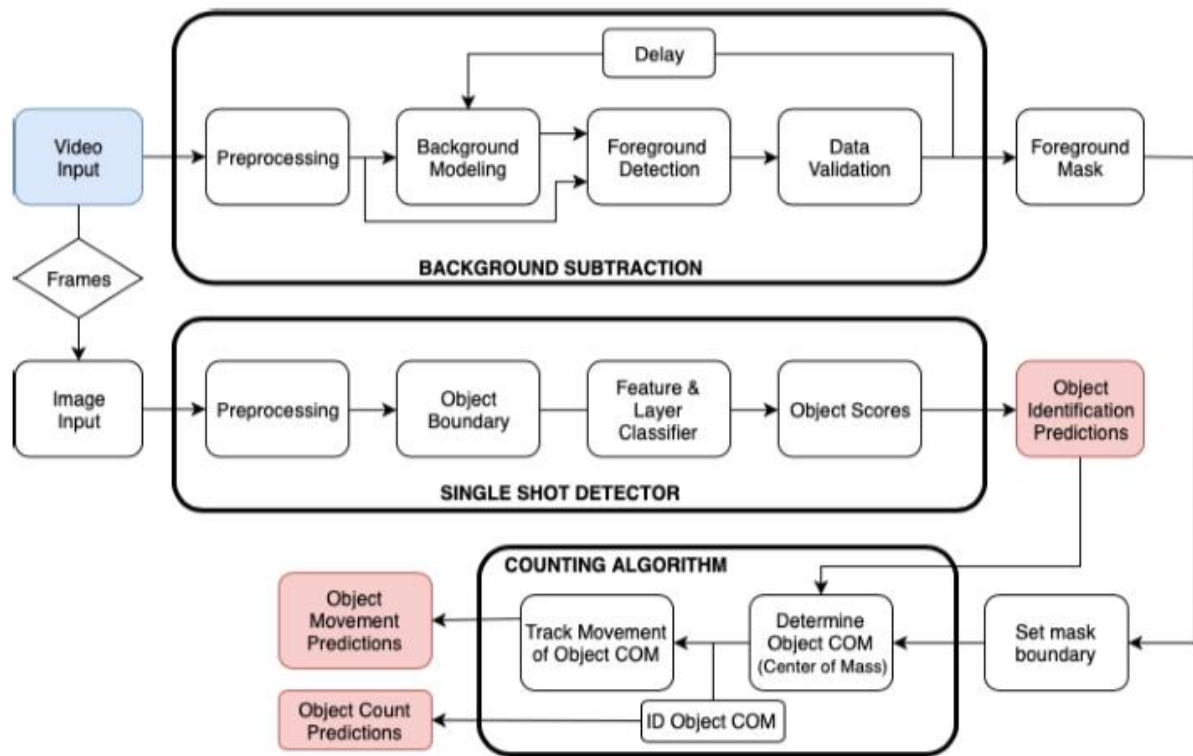 Delay
Video
Input
Preprocessing
Background
Modeling
Foreground
Detection
Data
Validation
Foreground
Mask
BACKGROUND SUBTRACTION
Frames
Image
Input
Preprocessing
Object
Boundary
Feature &
Layer
Classifier
Object Scores
Object
Identification
Predictions
SINGLE SHOT DETECTOR
COUNTING ALGORITHM
Object
Movement
Predictions
Track Movement
of Object COM
Determine
Object COM
(Center of Mass)
Set mask
boundary
Object Count
Predictions
ID Object COM